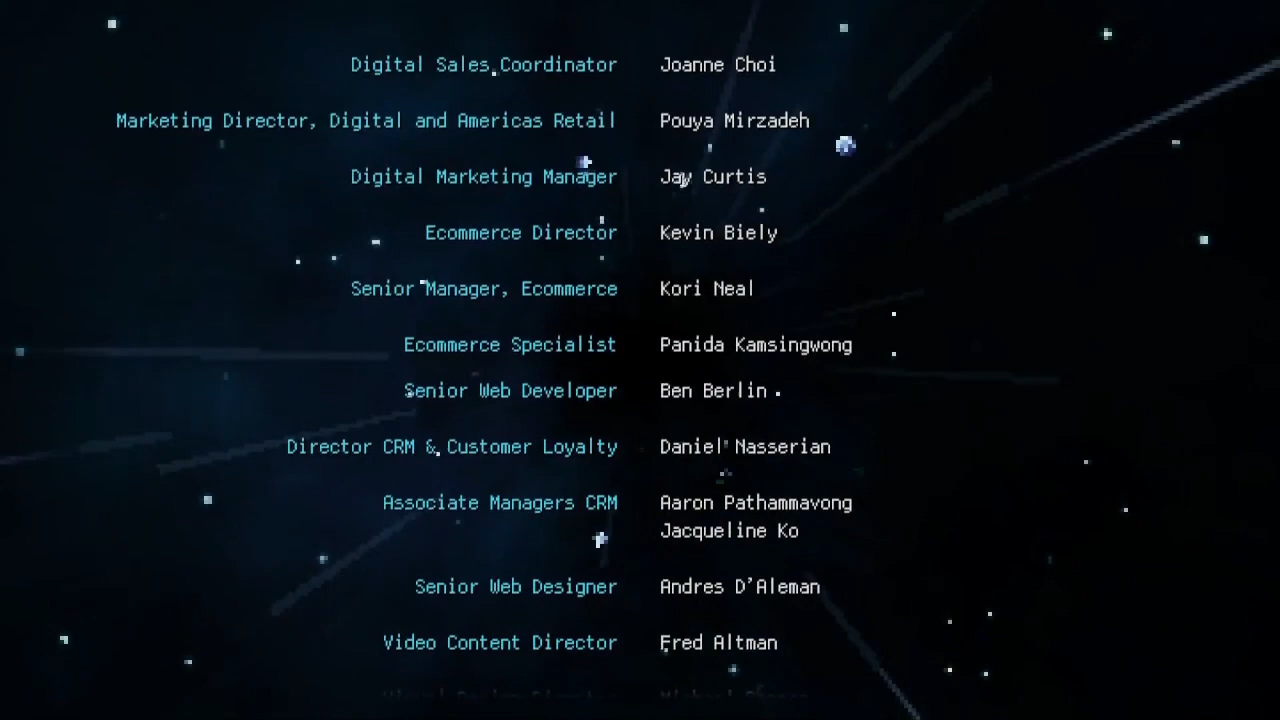 Digital Sales Coordinator Joanne Choi
Marketing Director, Digital and Americas Retail Pouya Mirzadeh
Digital Marketing Manager Jay Curtis
Ecommerce Director Kevin Biely
Senior Manager, Ecommerce Kori Neal
Ecommerce Specialist Panida Kamsingwong
Senior Web Developer Ben Berlin
Director CRM & Customer Loyalty Daniel Nasserian
Associate Managers CRM Aaron Pathammavong
Jacqueline Ko
Senior Web Designer Andres D'Aleman
Video Content Director Fred Altman